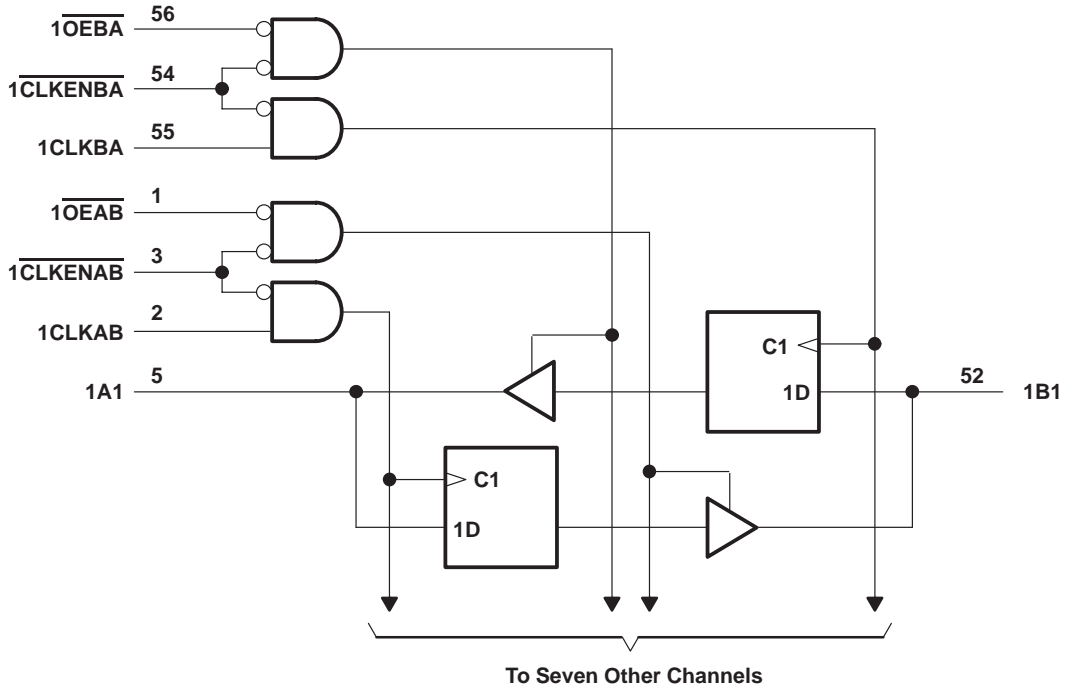 1OEBA 56
1CLKENBA 54
1CLKBA 55
1OEAB 1
1CLKENAB 3
1CLKAB 2
1A1 5
C1
1D
52 1B1
C1
1D
To Seven Other Channels